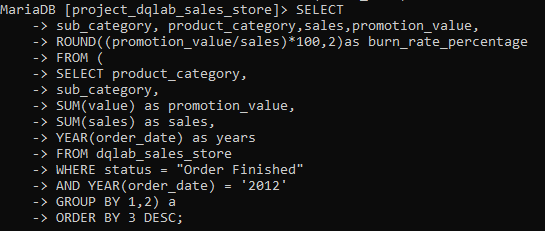 MariaDB [project_dqlab_sales_store]> SELECT
-> sub_category, product_category,sales,promotion_value,
-> ROUND((promotion_value/sales)*100,2)as burn_rate_percentage
-> FROM (
-> SELECT product_category,
-> sub_category,
-> SUM(value) as promotion_value,
-> SUM(sales) as sales,
-> YEAR(order_date) as years
-> FROM dqlab_sales_store
-> WHERE status = "Order Finished"
-> AND YEAR(order_date) = '2012'
-> GROUP BY 1,2) a
-> ORDER BY 3 DESC;